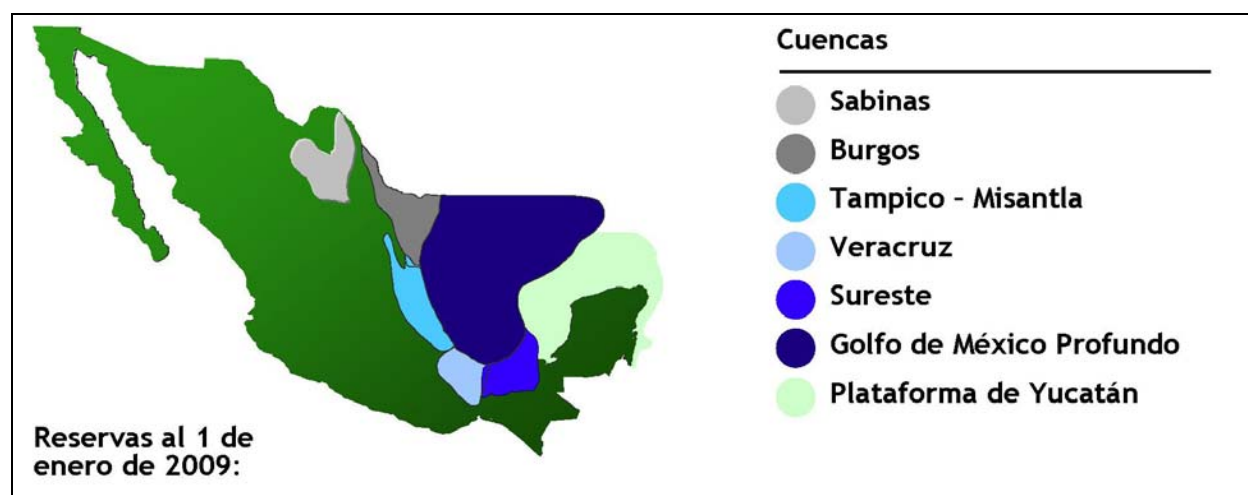 Cuencas
Sabinas
Burgos
Tampico - Misantla
Veracruz
Sureste
Golfo de México Profundo
Plataforma de Yucatán
Reservas al 1 de
enero de 2009: